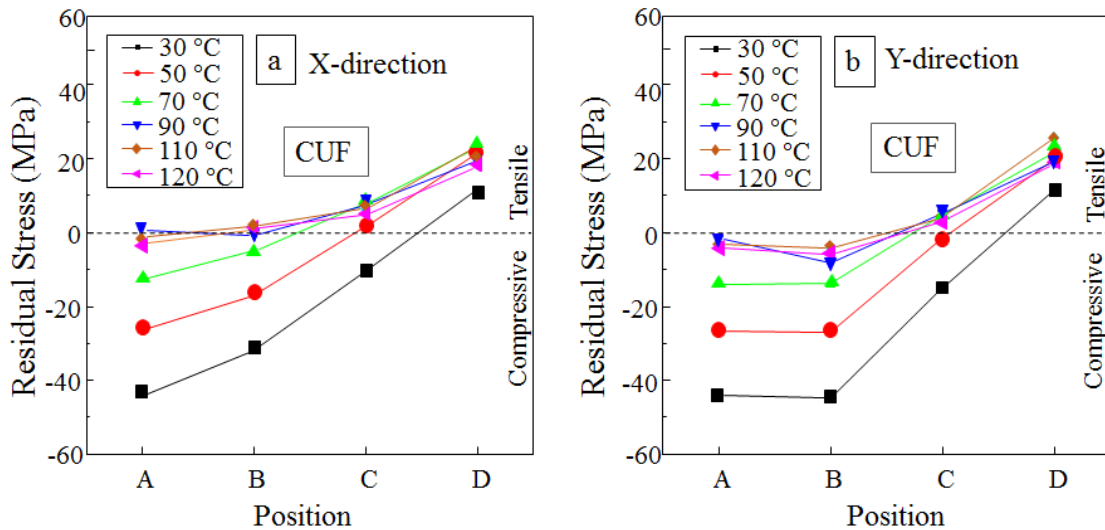 60
40
20
0
-20
-40
-60
Residual Stress (MPa)
30 °C
50 °C
70 °C
90 °C
110 °C
120 °C
a
X-direction
CUF
Tensile
Compressive
A B C D
Position
60
40
20
0
-20
-40
-60
Residual Stress (MPa)
30 °C
50 °C
70 °C
90 °C
110 °C
120 °C
b
Y-direction
CUF
Tensile
Compressive
A B C D
Position